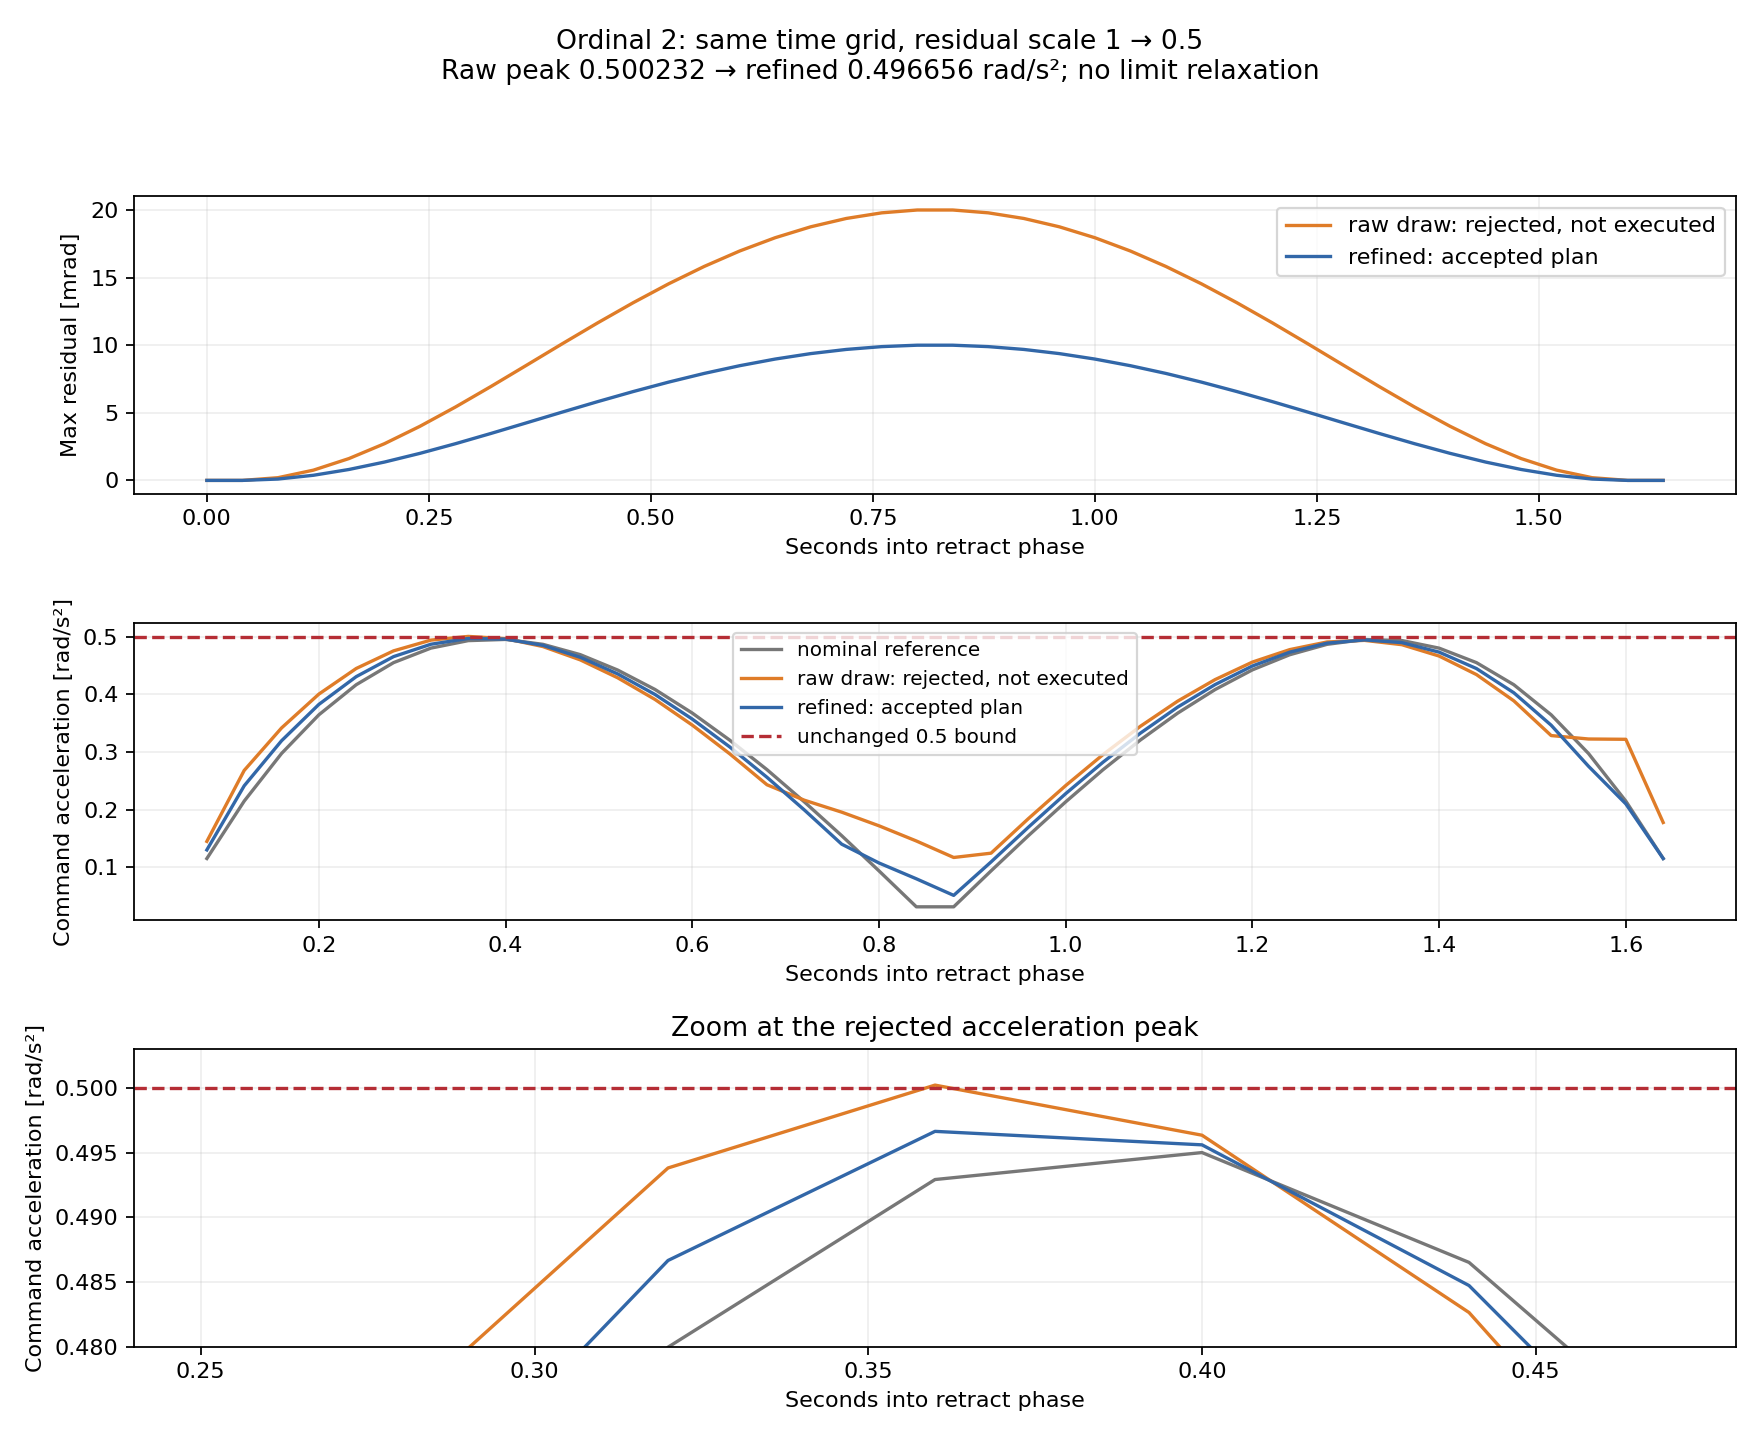 Ordinal 2: same time grid, residual scale 1 → 0.5
Raw peak 0.500232 → refined 0.496656 rad/s²; no limit relaxation
Max residual [mrad]
20
15
10
5
0
raw draw: rejected, not executed
refined: accepted plan
0.00 0.25 0.50 0.75 1.00 1.25 1.50
Seconds into retract phase
Command acceleration [rad/s²]
0.5
0.4
0.3
0.2
0.1
nominal reference
raw draw: rejected, not executed
refined: accepted plan
unchanged 0.5 bound
0.2 0.4 0.6 0.8 1.0 1.2 1.4 1.6
Seconds into retract phase
Zoom at the rejected acceleration peak
Command acceleration [rad/s²]
0.500
0.495
0.490
0.485
0.480
0.25 0.30 0.35 0.40 0.45
Seconds into retract phase